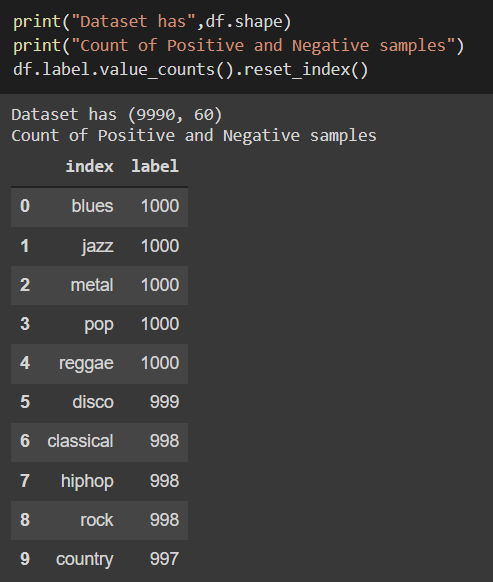 print("Dataset has",df.shape)
print("Count of Positive and Negative samples")
df.label.value_counts().reset_index()
Dataset has (9990, 60)
Count of Positive and Negative samples
index label
0 blues 1000
1 jazz 1000
2 metal 1000
3 pop 1000
4 reggae 1000
5 disco 999
6 classical 998
7 hiphop 998
8 rock 998
9 country 997